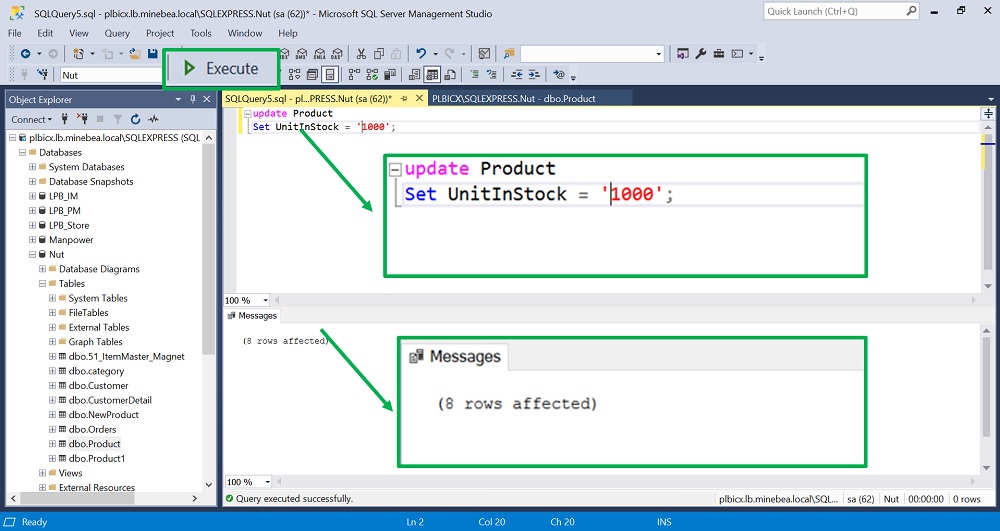 SQLQuery5.sql - plbicx.lb.minebea.local\SQLEXPRESS.Nut (sa (62))* - Microsoft SQL Server Management Studio
Quick Launch (Ctrl+Q)
File Edit View Query Project Tools Window Help
Nut
Execute
Object Explorer
SQLQuery5.sql - pl...PRESS.Nut (sa (62))*
PLBICX\SQLEXPRESS.Nut - dbo.Product
Connect
plbicx.lb.minebea.local\SQLEXPRESS (SQL
Databases
System Databases
Database Snapshots
LPB_IM
LPB_PM
LPB_Store
Manpower
Nut
Database Diagrams
Tables
System Tables
FileTables
External Tables
Graph Tables
dbo.51_ItemMaster_Magnet
dbo.category
dbo.Customer
dbo.CustomerDetail
dbo.NewProduct
dbo.Orders
dbo.Product
dbo.Product1
Views
External Resources
update Product
Set UnitInStock = '1000';
update Product
Set UnitInStock = '1000';
100 %
Messages
(8 rows affected)
Messages
(8 rows affected)
100 %
Query executed successfully.
plbicx.lb.minebea.local\SQL... sa (62) Nut 00:00:00 0 rows
Ready Ln 2 Col 20 Ch 20 INS